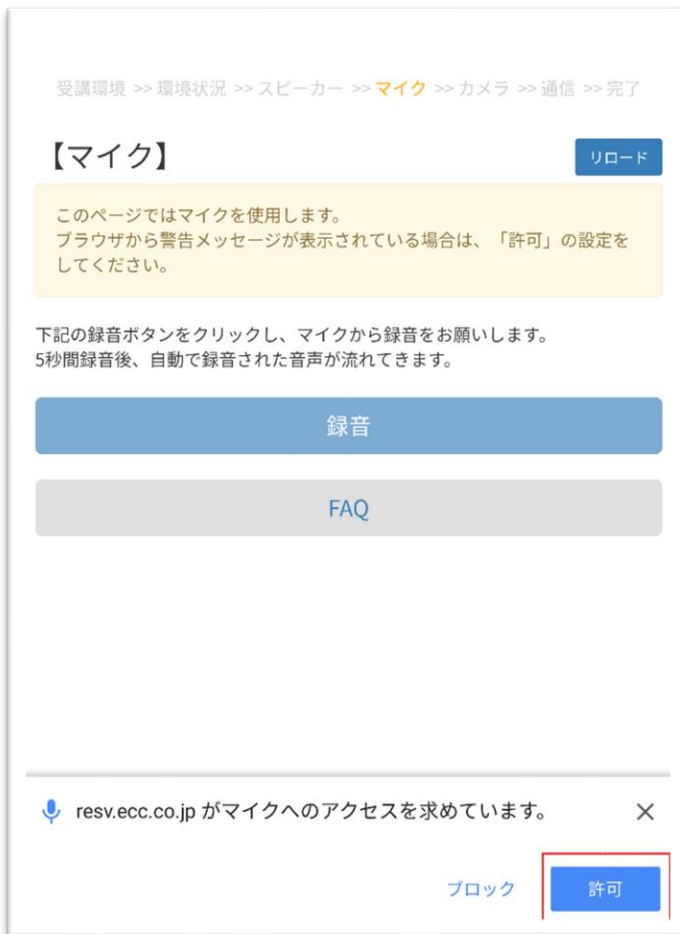 受講環境 >> 環境状況 >> スピーカー >> マイク >> カメラ >> 通信 >> 完了
【マイク】
リロード
このページではマイクを使用します。
ブラウザから警告メッセージが表示されている場合は、「許可」の設定を
してください。
下記の録音ボタンをクリックし、マイクから録音をお願いします。
5秒間録音後、自動で録音された音声が流れてきます。
録音
FAQ
resv.ecc.co.jp がマイクへのアクセスを求めています。
ブロック
許可